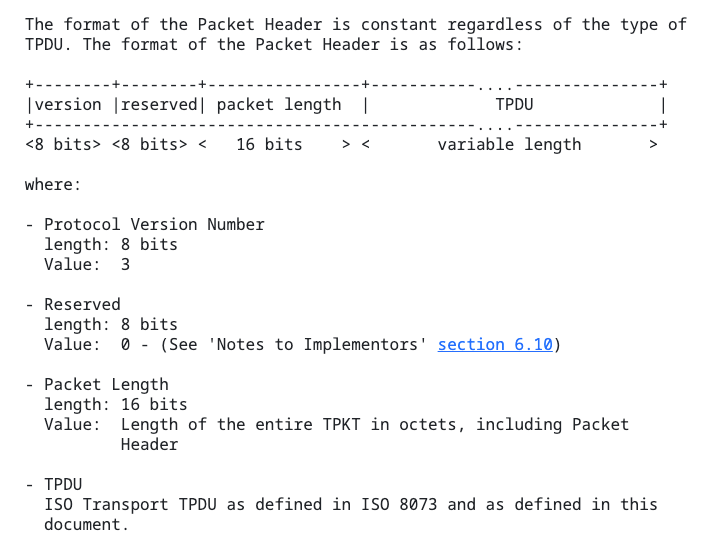 The format of the Packet Header is constant regardless of the type of
TPDU. The format of the Packet Header is as follows:

+--------+--------+----------------+-----------....---------------+
|version |reserved| packet length  |             TPDU             |
+----------------------------------------------....---------------+
<8 bits> <8 bits> <   16 bits    > <       variable length       >

where:

- Protocol Version Number
  length: 8 bits
  Value:  3

- Reserved
  length: 8 bits
  Value:  0 - (See 'Notes to Implementors' section 6.10)

- Packet Length
  length: 16 bits
  Value:  Length of the entire TPKT in octets, including Packet
          Header

- TPDU
  ISO Transport TPDU as defined in ISO 8073 and as defined in this
  document.